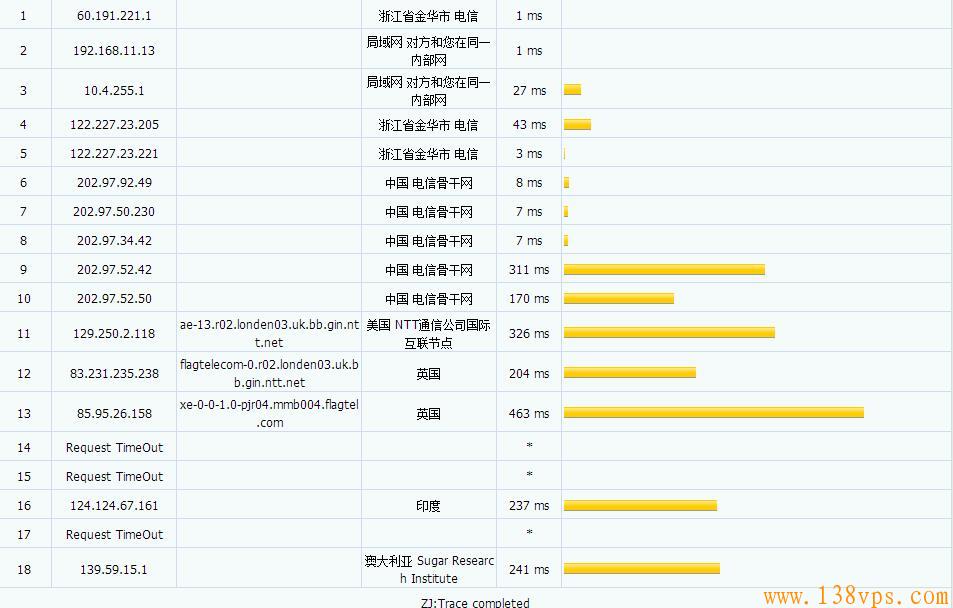 1 60.191.221.1 浙江省金华市 电信 1 ms
2 192.168.11.13 局域网 对方和您在同一
内部网 1 ms
3 10.4.255.1 局域网 对方和您在同一
内部网 27 ms
4 122.227.23.205 浙江省金华市 电信 43 ms
5 122.227.23.221 浙江省金华市 电信 3 ms
6 202.97.92.49 中国 电信骨干网 8 ms
7 202.97.50.230 中国 电信骨干网 7 ms
8 202.97.34.42 中国 电信骨干网 7 ms
9 202.97.52.42 中国 电信骨干网 311 ms
10 202.97.52.50 中国 电信骨干网 170 ms
11 129.250.2.118 ae-13.r02.londen03.uk.bb.gin.nt
t.net 美国 NTT通信公司国际
互联节点 326 ms
12 83.231.235.238 flagtelecom-0.r02.londen03.uk.b
b.gin.ntt.net 英国 204 ms
13 85.95.26.158 xe-0-0-1.0-pjr04.mmb004.flagtel
.com 英国 463 ms
14 Request TimeOut *
15 Request TimeOut *
16 124.124.67.161 印度 237 ms
17 Request TimeOut *
18 139.59.15.1 澳大利亚 Sugar Researc
h Institute 241 ms
ZJ:Trace completed
www.138vps.com